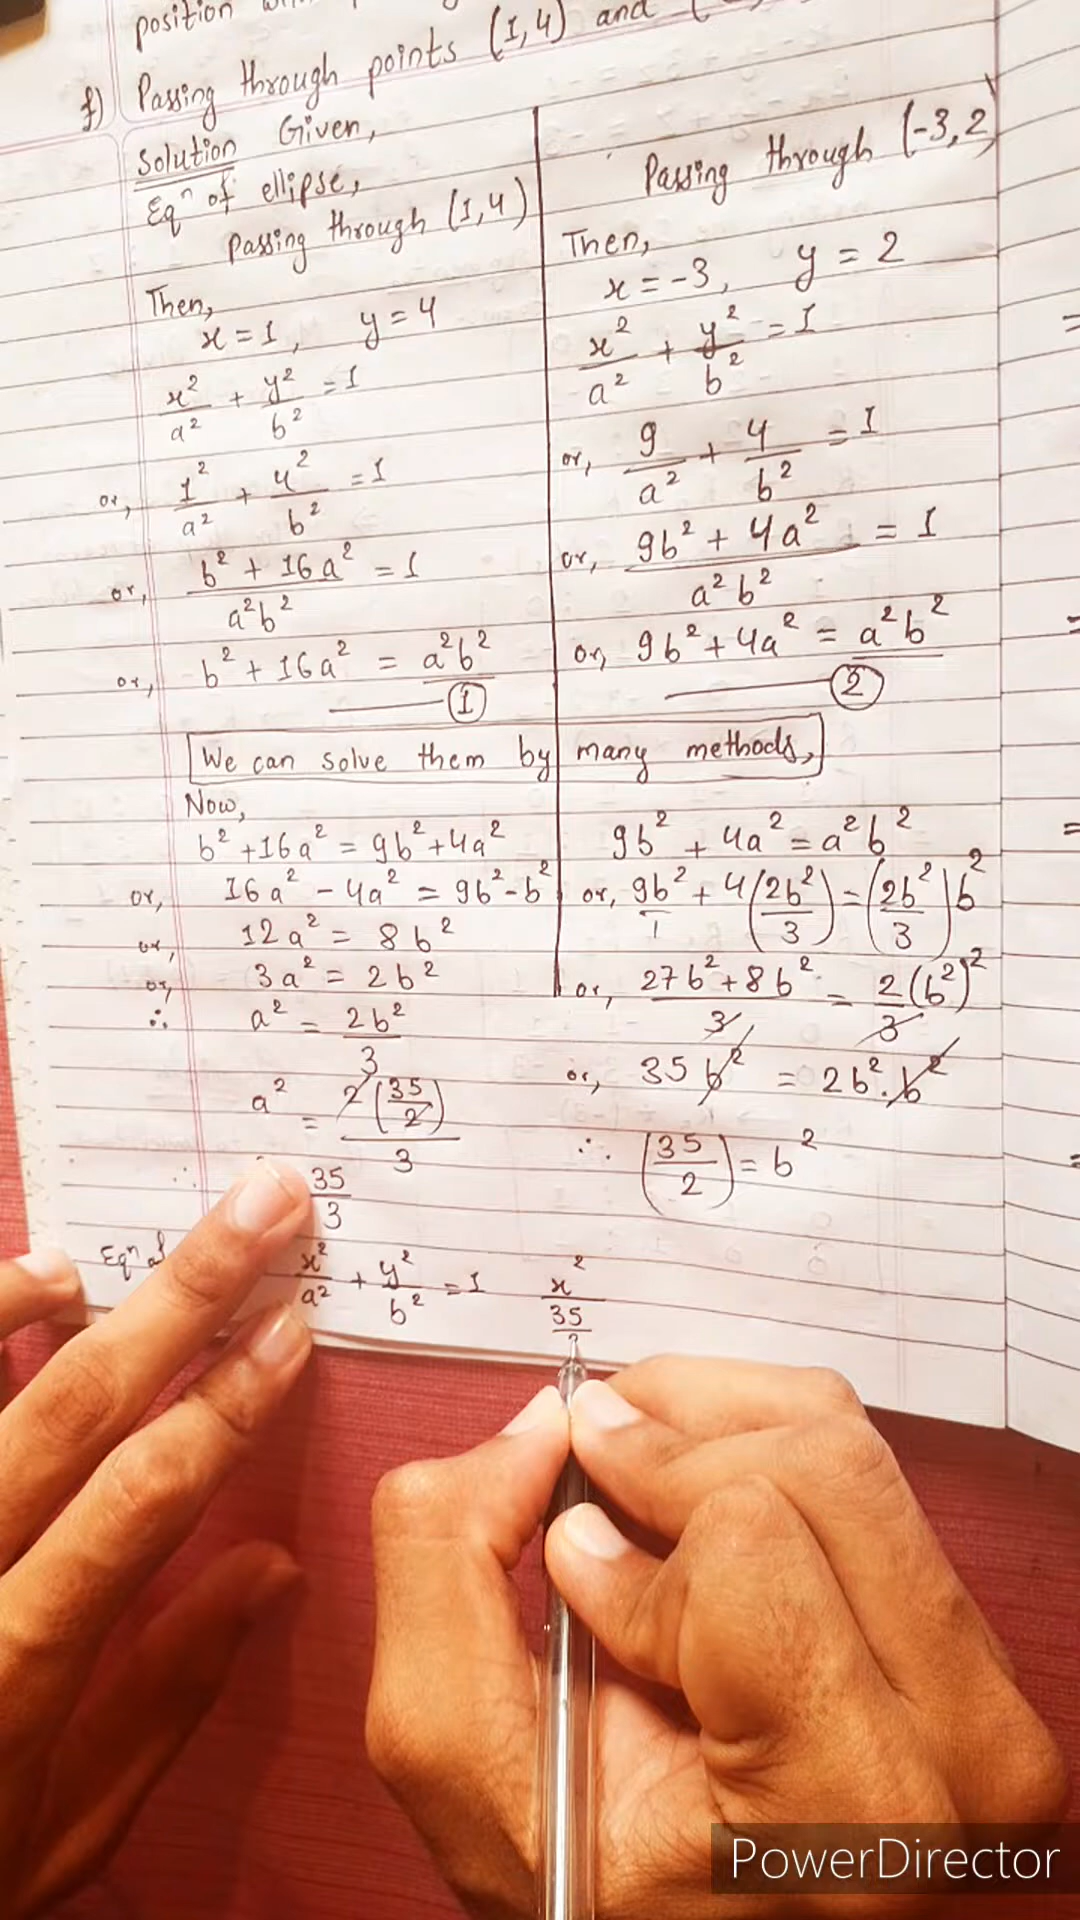 position
f) Passing through points (1,4) and (
Solution Given,
Eqⁿ of ellipse,
Passing through (1,4)
Then,
x = 1, y = 4
x²/a² + y²/b² = 1
or, 1²/a² + 4²/b² = 1
or, (b² + 16a²)/(a²b²) = 1
or, b² + 16a² = a²b²
①
Passing through (-3,2
Then,
x = -3, y = 2
x²/a² + y²/b² = 1
or, 9/a² + 4/b² = 1
or, (9b² + 4a²)/(a²b²) = 1
or, 9b² + 4a² = a²b²
②
We can solve them by many methods,
Now,
b² + 16a² = 9b² + 4a²
or, 16a² - 4a² = 9b² - b²
or, 12a² = 8b²
or, 3a² = 2b²
∴ a² = 2b²/3
a² = 2(35/2)/3
∴ 35/3
9b² + 4a² = a²b²
or, 9b²/1 + 4(2b²/3) = (2b²/3)b²
or, (27b² + 8b²)/3 = 2(b²)²/3
or, 35b² = 2b².b²
∴ (35/2) = b²
Eqⁿ of x²/a² + y²/b² = 1 x²/35/
PowerDirector